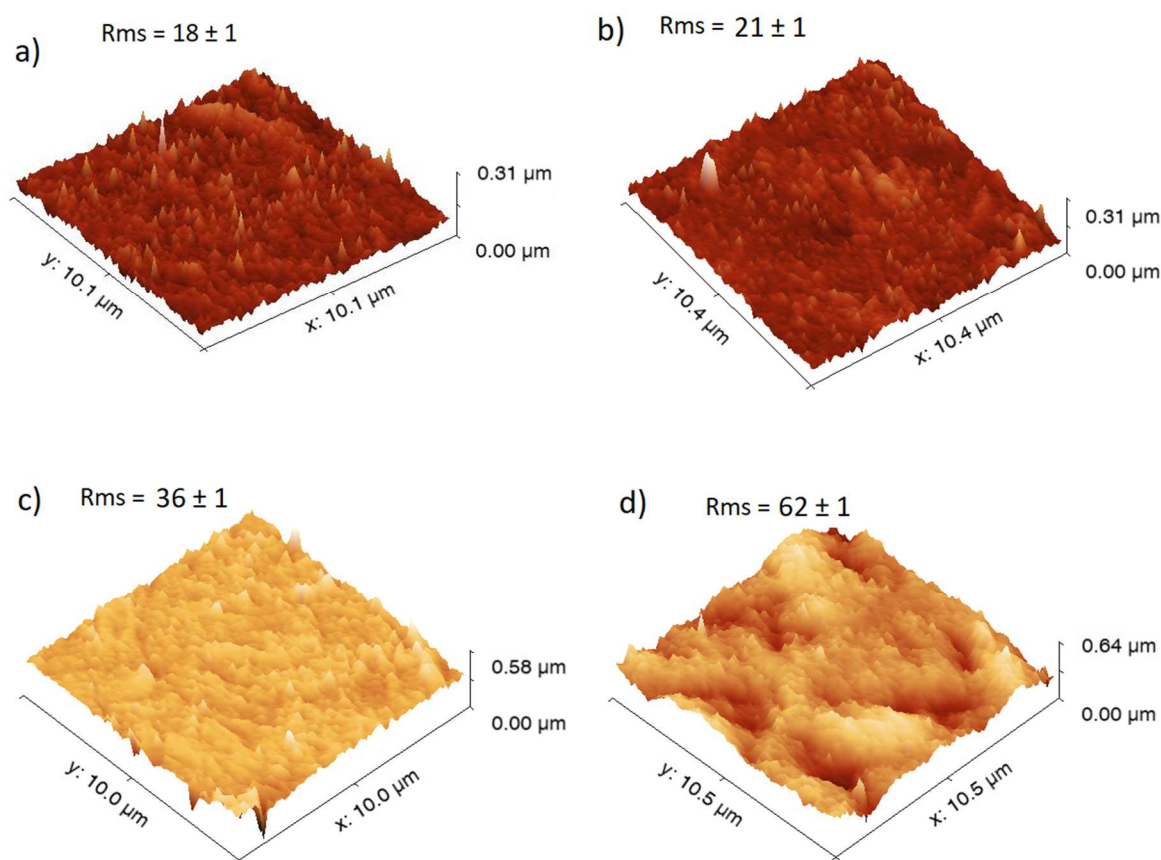 a)
Rms = 18 ± 1
0.31 µm
0.00 µm
y: 10.1 µm
x: 10.1 µm
b)
Rms = 21 ± 1
0.31 µm
0.00 µm
y: 10.4 µm
x: 10.4 µm
c)
Rms = 36 ± 1
0.58 µm
0.00 µm
y: 10.0 µm
x: 10.0 µm
d)
Rms = 62 ± 1
0.64 µm
0.00 µm
y: 10.5 µm
x: 10.5 µm